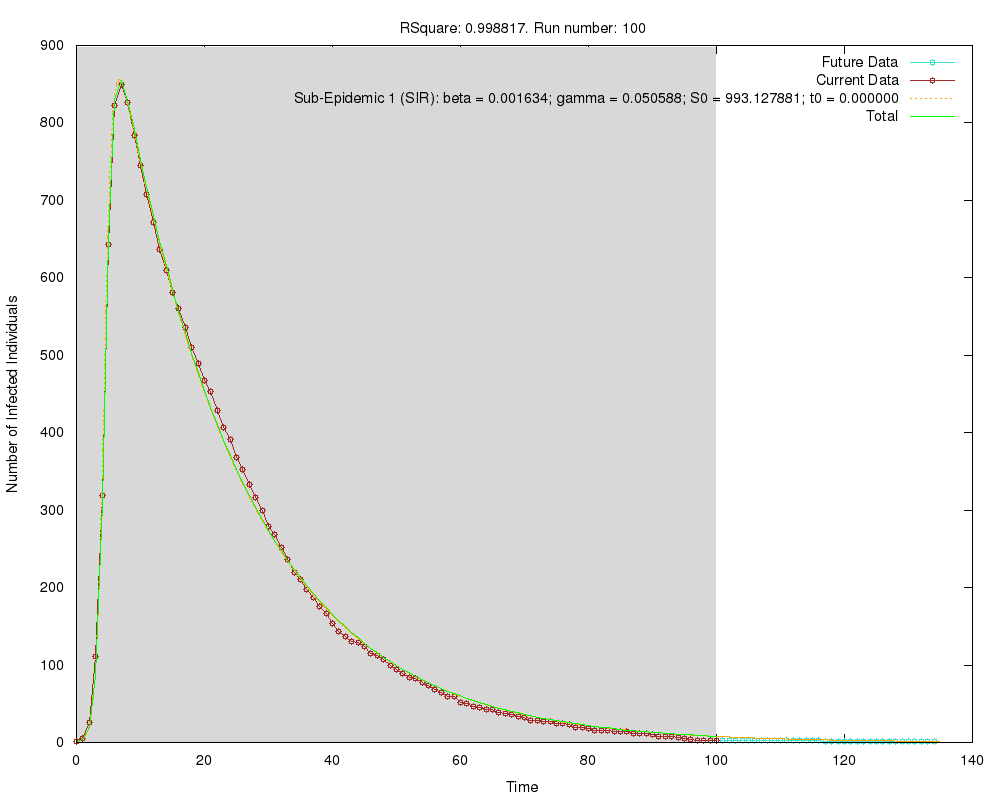 RSquare: 0.998817. Run number: 100
Future Data
Current Data
Sub-Epidemic 1 (SIR): beta = 0.001634; gamma = 0.050588; S0 = 993.127881; t0 = 0.000000
Total
900
800
700
600
500
400
300
200
100
0
Number of Infected Individuals
0 20 40 60 80 100 120 140
Time